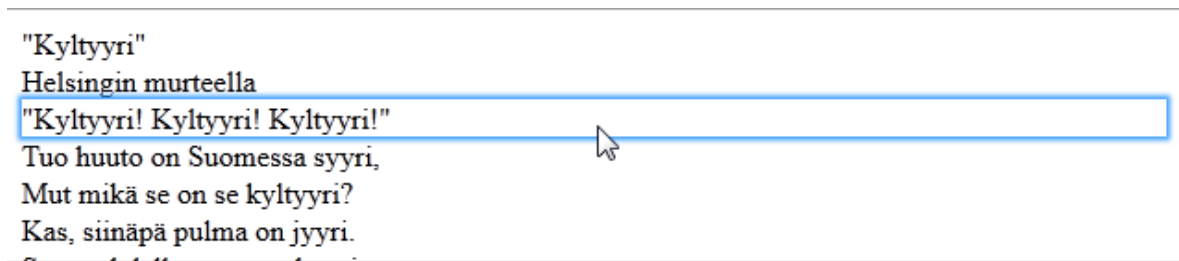 "Kyltyyri"
Helsingin murteella
"Kyltyyri! Kyltyyri! Kyltyyri!"
Tuo huuto on Suomessa syyri,
Mut mikä se on se kyltyyri?
Kas, siinäpä pulma on jyyri.